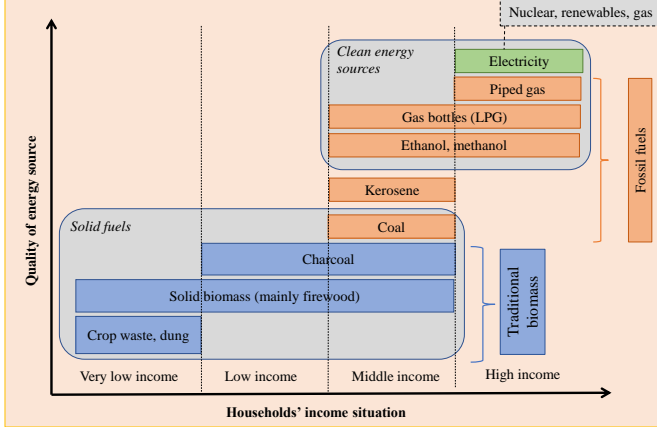 Nuclear, renewables, gas
Clean energy
sources
Electricity
Piped gas
Gas bottles (LPG)
Ethanol, methanol
Fossil fuels
Kerosene
Solid fuels
Coal
Charcoal
Solid biomass (mainly firewood)
Crop waste, dung
Traditional
biomass
Quality of energy source
Very low income
Low income
Middle income
High income
Households’ income situation